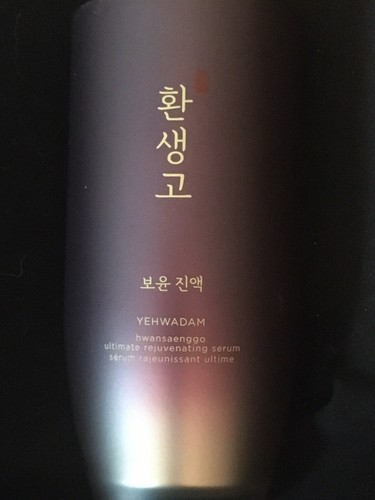 환생고
보윤 진액
YEHWADAM
hwansaenggo
ultimate rejuvenating serum
sérum rajeunissant ultime